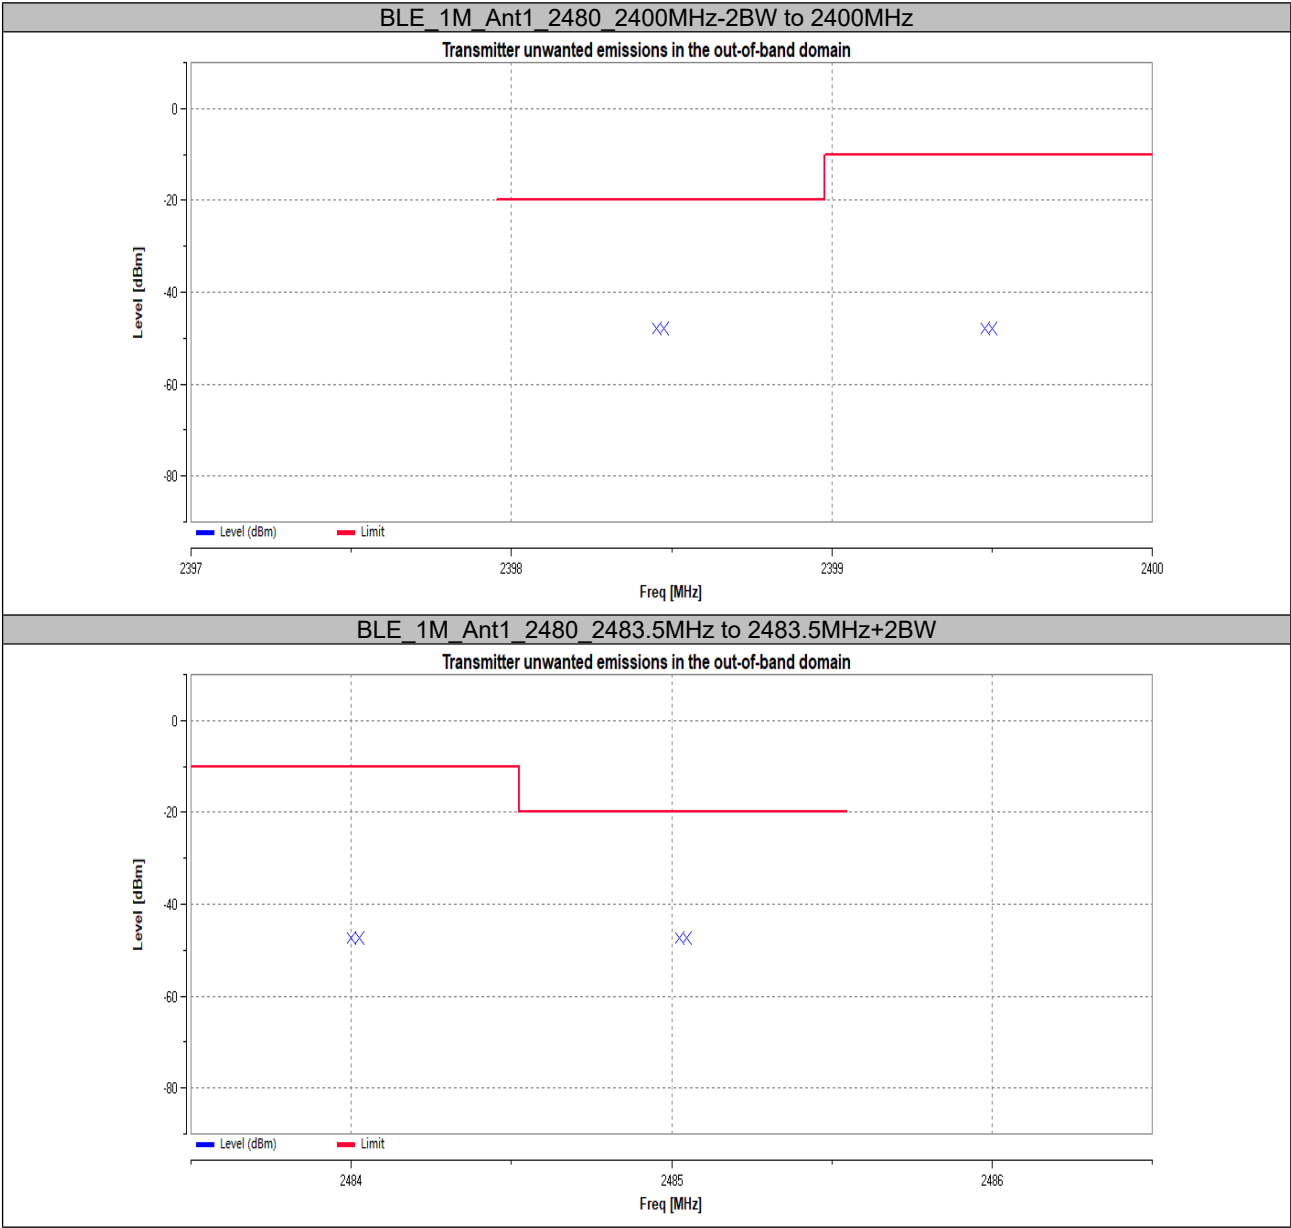 BLE_1M_Ant1_2480_2400MHz-2BW to 2400MHz
Transmitter unwanted emissions in the out-of-band domain
0
-20
-40
-60
-80
Level [dBm]
Level (dBm) Limit
2397 2398 2399 2400
Freq [MHz]
BLE_1M_Ant1_2480_2483.5MHz to 2483.5MHz+2BW
Transmitter unwanted emissions in the out-of-band domain
0
-20
-40
-60
-80
Level [dBm]
Level (dBm) Limit
2484 2485 2486
Freq [MHz]